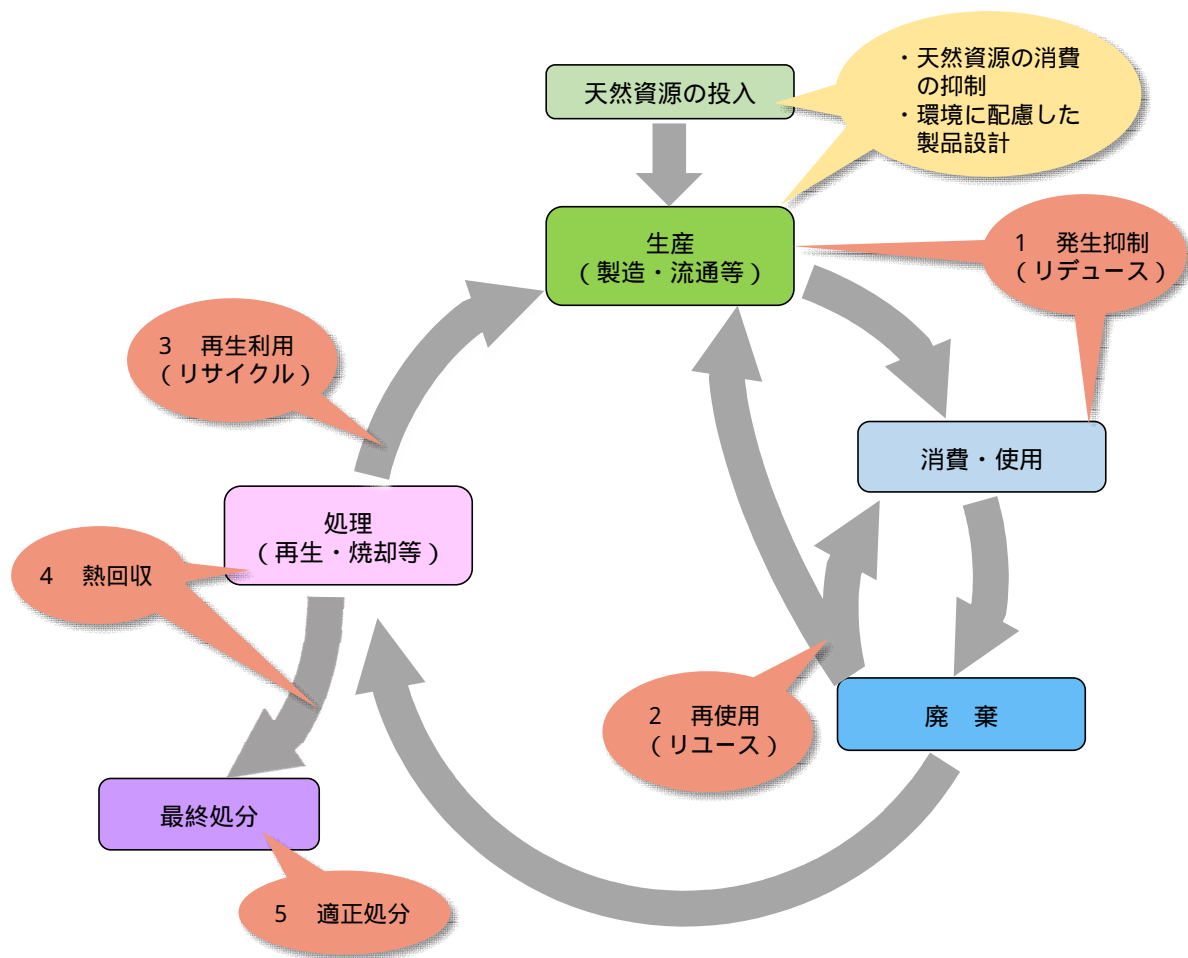 天然資源の投入
・天然資源の消費
の抑制
・環境に配慮した
製品設計
生産
(製造・流通等)
1 発生抑制
(リデュース)
3 再生利用
(リサイクル)
消費・使用
処理
(再生・焼却等)
4 熱回収
2 再使用
(リユース)
廃 棄
最終処分
5 適正処分